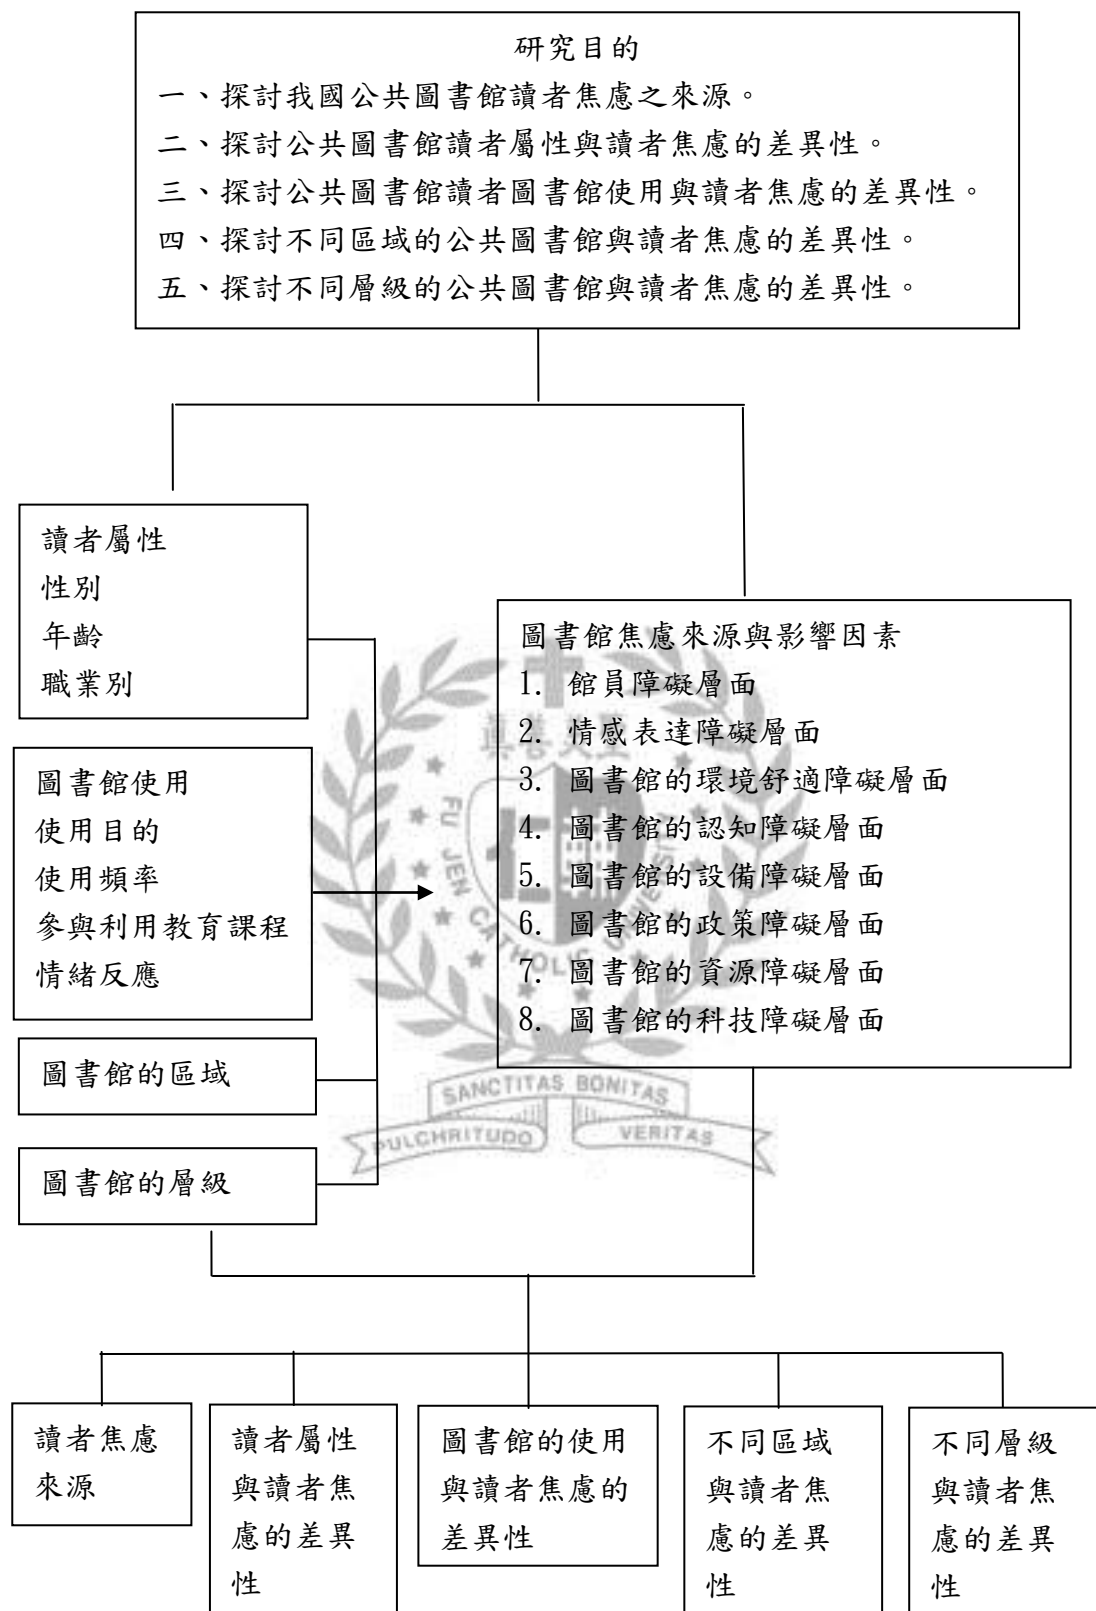 研究目的
一、探討我國公共圖書館讀者焦慮之來源。
二、探討公共圖書館讀者屬性與讀者焦慮的差異性。
三、探討公共圖書館讀者圖書館使用與讀者焦慮的差異性。
四、探討不同區域的公共圖書館與讀者焦慮的差異性。
五、探討不同層級的公共圖書館與讀者焦慮的差異性。
讀者屬性
性別
年齡
職業別
圖書館使用
使用目的
使用頻率
參與利用教育課程
情緒反應
圖書館的區域
圖書館的層級
圖書館焦慮來源與影響因素
1. 館員障礙層面
2. 情感表達障礙層面
3. 圖書館的環境舒適障礙層面
4. 圖書館的認知障礙層面
5. 圖書館的設備障礙層面
6. 圖書館的政策障礙層面
7. 圖書館的資源障礙層面
8. 圖書館的科技障礙層面
真善美聖
FU JEN CATHOLIC UNIVERSITY
SANCTITAS BONITAS
PULCHRITUDO VERITAS
讀者焦慮
來源
讀者屬性
與讀者焦
慮的差異
性
圖書館的使用
與讀者焦慮的
差異性
不同區域
與讀者焦
慮的差異
性
不同層級
與讀者焦
慮的差異
性